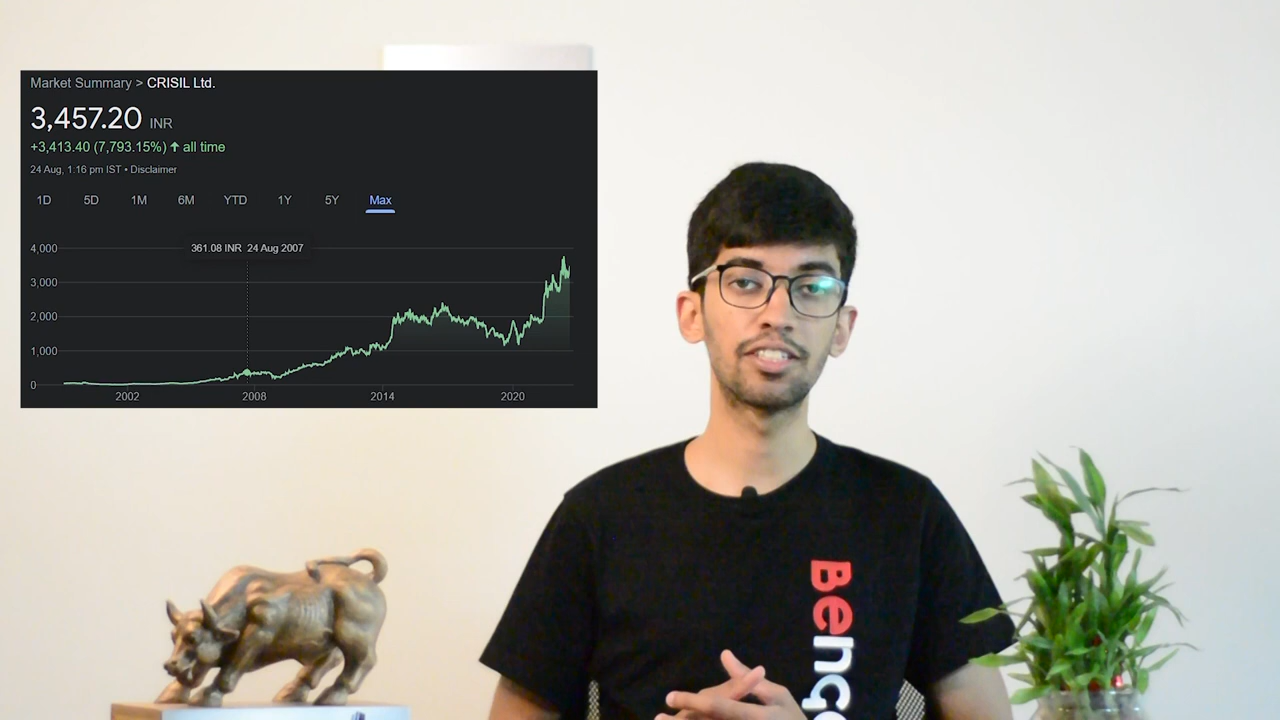 Market Summary > CRISIL Ltd.
3,457.20 INR
+3,413.40 (7,793.15%) ↑ all time
24 Aug, 1.16 pm IST • Disclaimer
1D 5D 1M 6M YTD 1Y 5Y Max
361.08 INR 24 Aug 2007
4,000
3,000
2,000
1,000
0
2002 2008 2014 2020
Beng